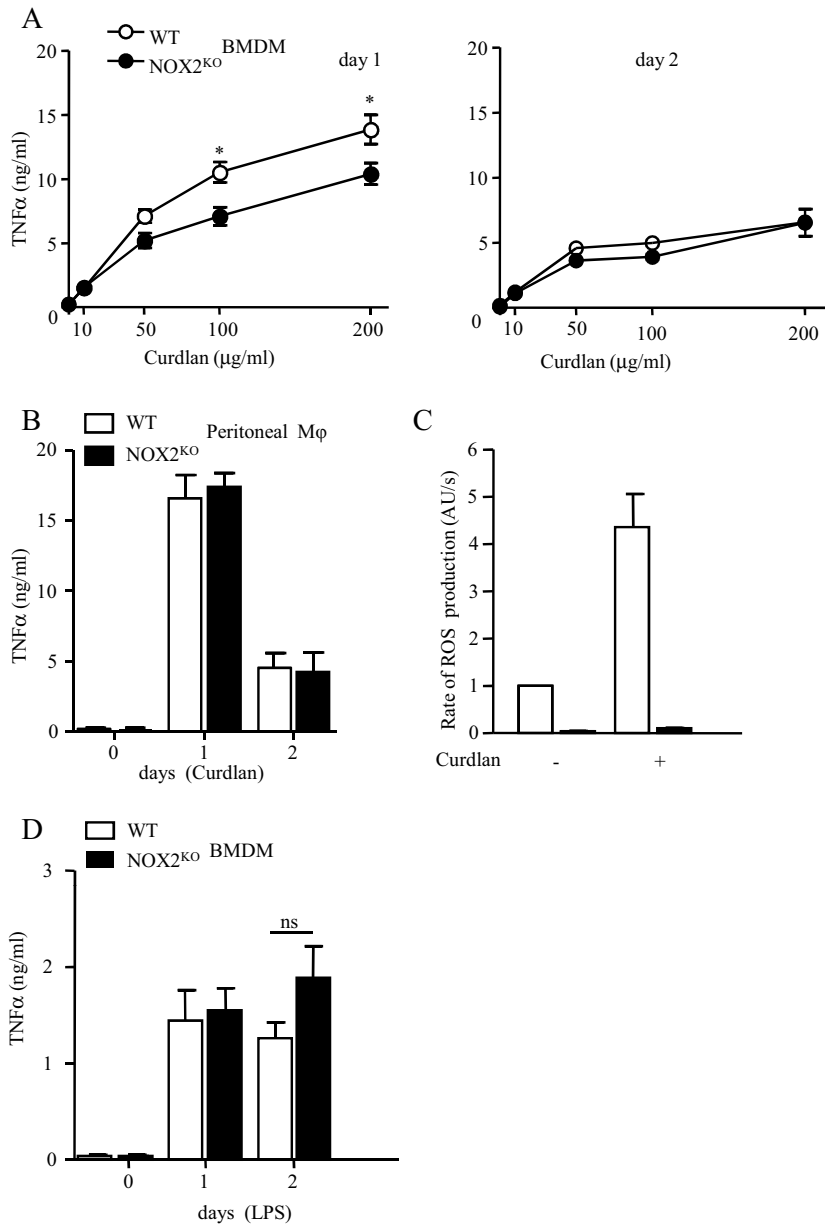 A
WT
NOX2KO
BMDM
day 1
day 2
TNFα (ng/ml)
20
15
10
5
0
*
*
10
50
100
200
Curdlan (μg/ml)
20
15
10
5
0
10
50
100
200
Curdlan (μg/ml)
B
WT
NOX2KO
Peritoneal Mφ
TNFα (ng/ml)
20
15
10
5
0
0
1
2
days (Curdlan)
C
Rate of ROS production (AU/s)
6
5
4
3
2
1
0
Curdlan - +
D
WT
NOX2KO
BMDM
TNFα (ng/ml)
3
2
1
0
ns
0
1
2
days (LPS)